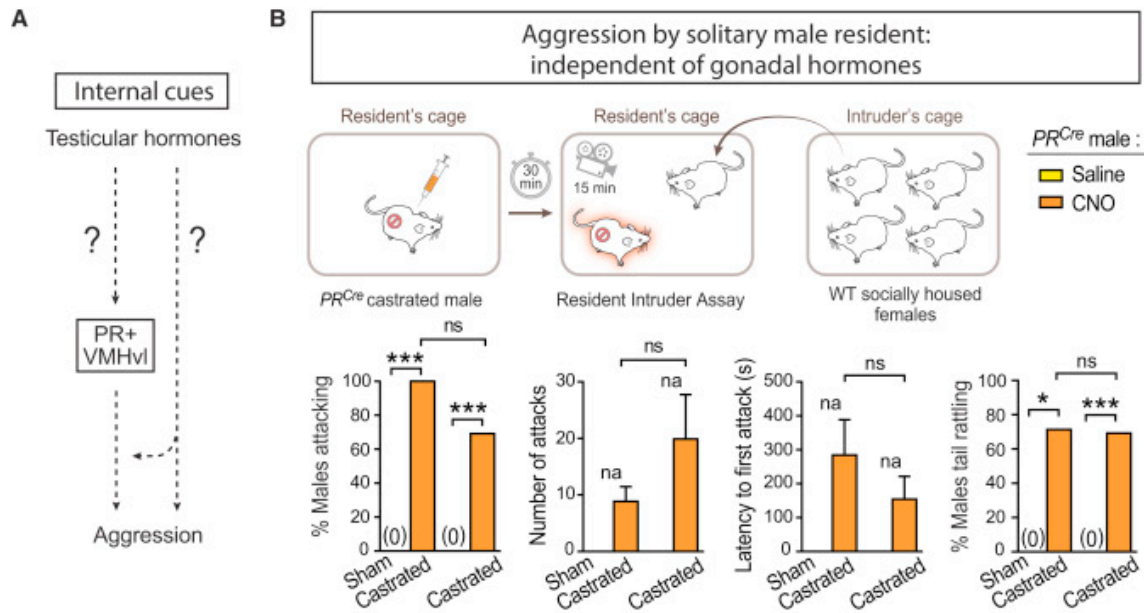 A
Internal cues
Testicular hormones
?
?
PR+
VMHvl
Aggression
B
Aggression by solitary male resident:
independent of gonadal hormones
Resident's cage
Resident's cage
Intruder's cage
30
min
15 min
PRCre castrated male
Resident Intruder Assay
WT socially housed
females
PRCre male :
Saline
CNO
% Males attacking
100
80
60
40
20
0
(0)
***
(0)
***
ns
Sham
Castrated
Castrated
Number of attacks
30
20
10
0
na
na
ns
Sham
Castrated
Castrated
Latency to first attack (s)
500
400
300
200
100
0
na
na
ns
Sham
Castrated
Castrated
% Males tail rattling
100
80
60
40
20
0
(0)
*
(0)
***
ns
Sham
Castrated
Castrated